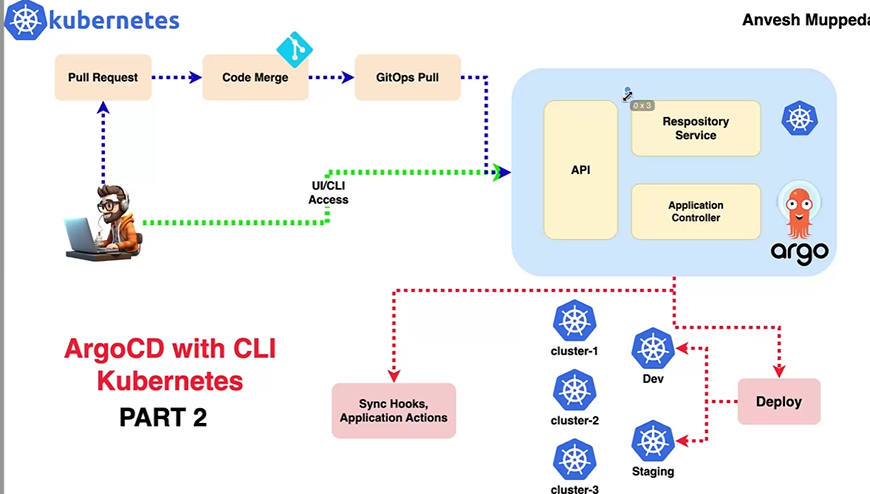 kubernetes
Anvesh Muppeda
Pull Request
Code Merge
GitOps Pull
0 x 3
API
Respository
Service
UI/CLI
Access
Application
Controller
argo
ArgoCD with CLI
Kubernetes
PART 2
cluster-1
Dev
Sync Hooks,
Application Actions
cluster-2
Deploy
Staging
cluster-3